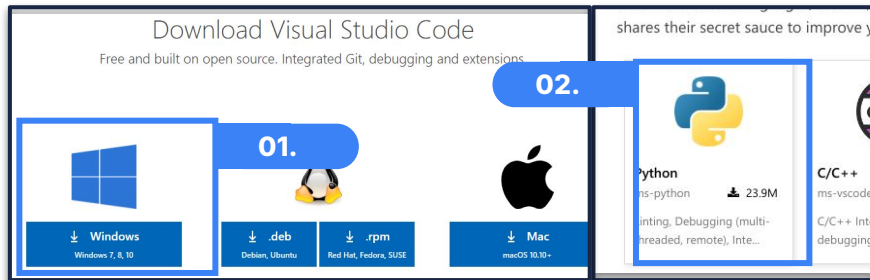 Download Visual Studio Code
Free and built on open source. Integrated Git, debugging and extensions
01.
Windows
Windows 7, 8, 10
.deb
Debian, Ubuntu
.rpm
Red Hat, Fedora, SUSE
Mac
macOS 10.10+
shares their secret sauce to improve
02.
Python
ms-python
23.9M
Linting, Debugging (multi-
threaded, remote), Inte...
C/C++
ms-vscode
C/C++
debugging